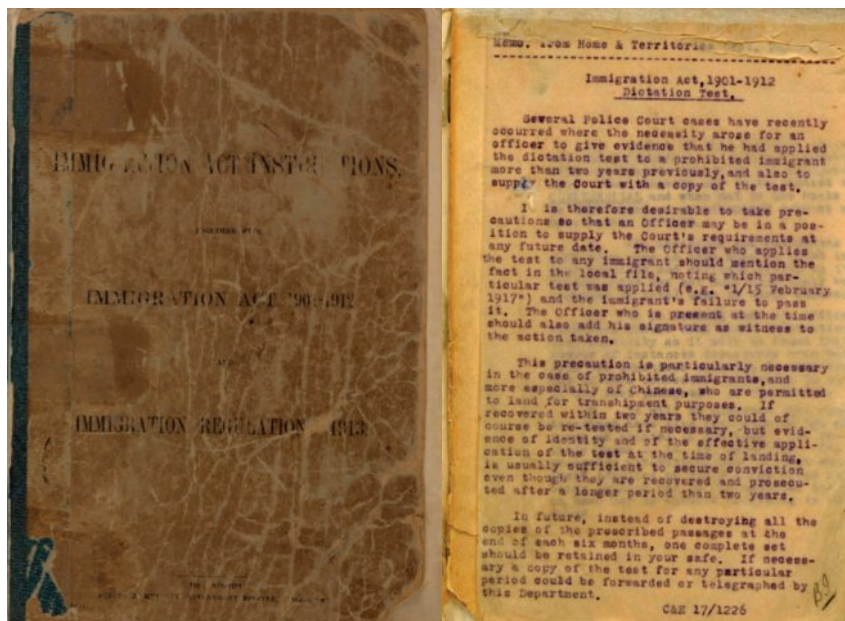 IMMIGRATION ACT INSTRUCTIONS,
TOGETHER WITH
IMMIGRATION ACT 1901-1912
AND
IMMIGRATION REGULATION 1913
Memo. from Home & Territories
Immigration Act, 1901-1912
Dictation Test.
Several Police Court cases have recently
occurred where the necessity arose for an
officer to give evidence that he had applied
the dictation test to a prohibited immigrant
more than two years previously, and also to
supply the Court with a copy of the test.
It is therefore desirable to take pre-
cautions so that an Officer may be in a pos-
ition to supply the Court's requirements at
any future date. The Officer who applies
the test to any immigrant should mention the
fact in the local file, noting which par-
ticular test was applied (e.g. "1/15 February
1917") and the immigrant's failure to pass
it. The Officer who is present at the time
should also add his signature as witness to
the action taken.
This precaution is particularly necessary
in the case of prohibited immigrants, and
more especially of Chinese, who are permitted
to land for transhipment purposes. If
recovered within two years they could of
course be re-tested if necessary, but evid-
ence of identity and of the effective appli-
cation of the test at the time of landing,
is usually sufficient to secure conviction
even though they are recovered and prosecu-
ted after a longer period than two years.
In future, instead of destroying all the
copies of the prescribed passages at the
end of each six months, one complete set
should be retained in your safe. If necess-
ary a copy of the test for any particular
period could be forwarded or telegraphed by
this Department.
C&E 17/1226